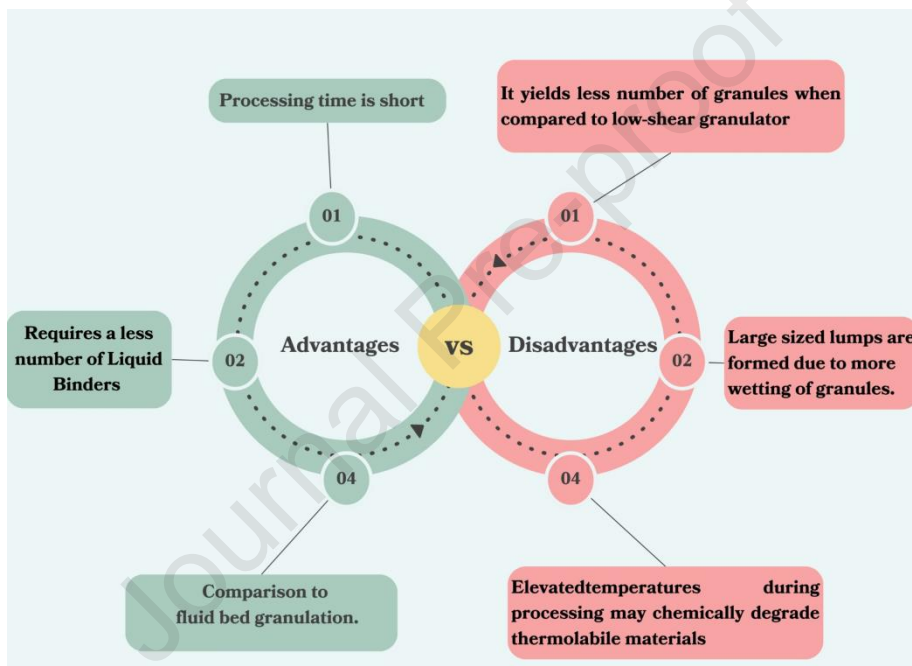 Processing time is short
01
Requires a less
number of Liquid
Binders
02
Advantages
04
Comparison to
fluid bed granulation.
vs
It yields less number of granules when
compared to low-shear granulator
01
Disadvantages
02
Large sized lumps are
formed due to more
wetting of granules.
04
Elevatedtemperatures during
processing may chemically degrade
thermolabile materials
Journal Pre-proof